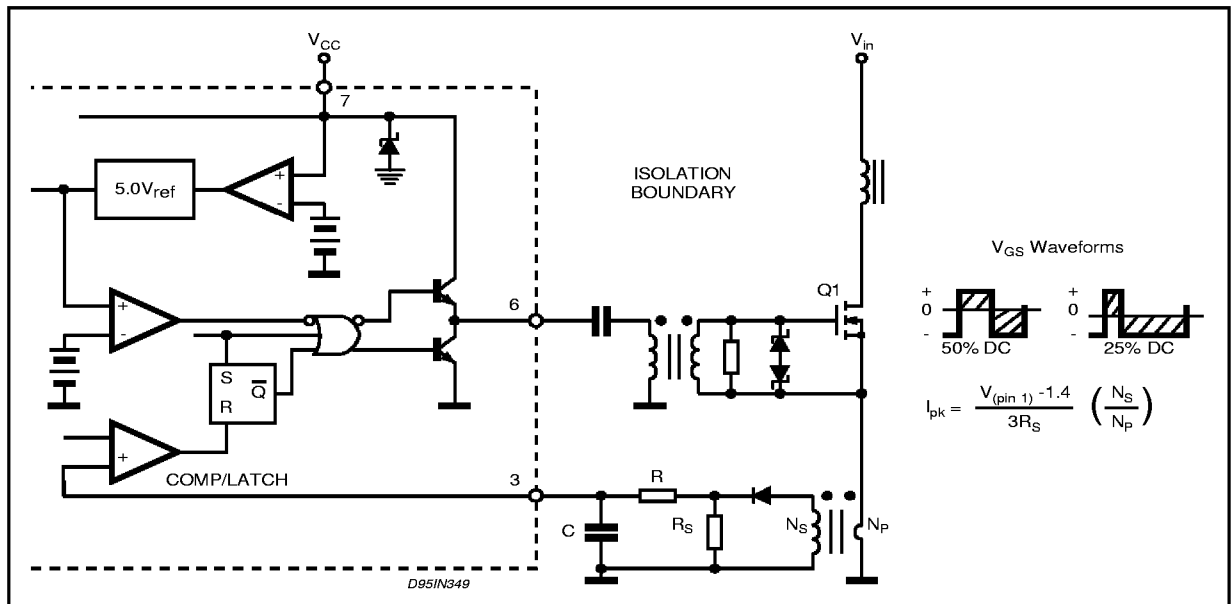 VCC
Vin
7
5.0Vref
+
-
ISOLATION
BOUNDARY
VGS Waveforms
Q1
+
0
-
50% DC
+
0
-
25% DC
+
-
6
S
R
Q̅
Ipk = V(pin 1) -1.4 / 3RS ( NS / NP )
+
COMP/LATCH
3
R
C
RS
NS
NP
D95IN349